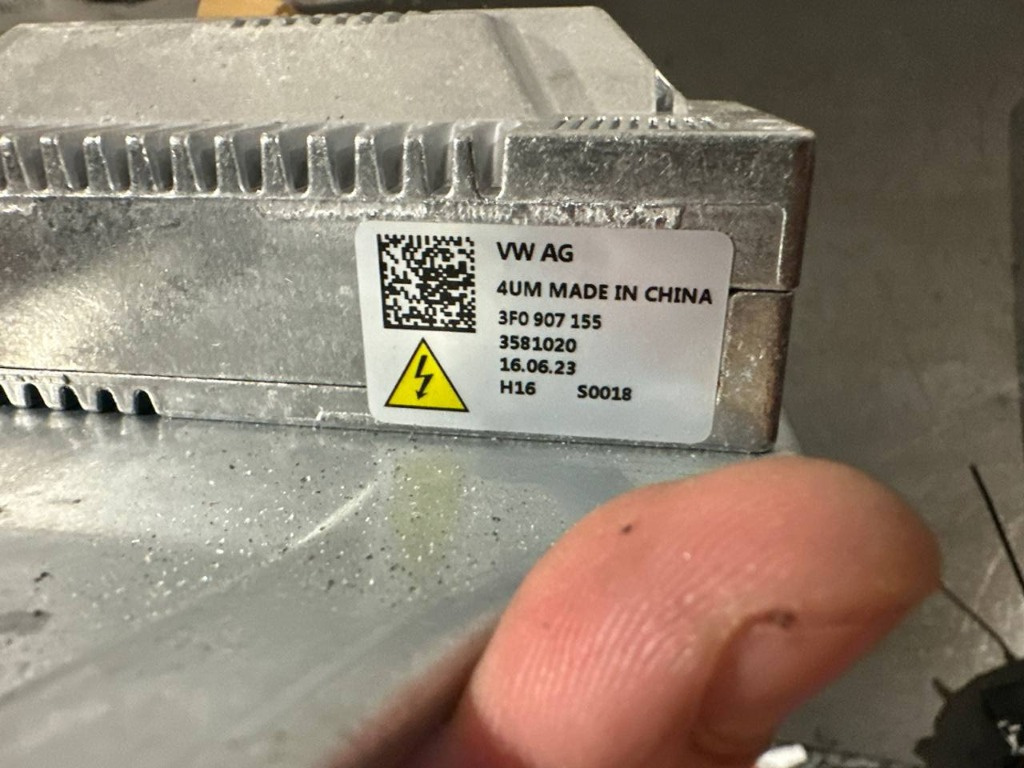 VW AG
4UM MADE IN CHINA
3F0 907 155
3581020
16.06.23
H16 S0018